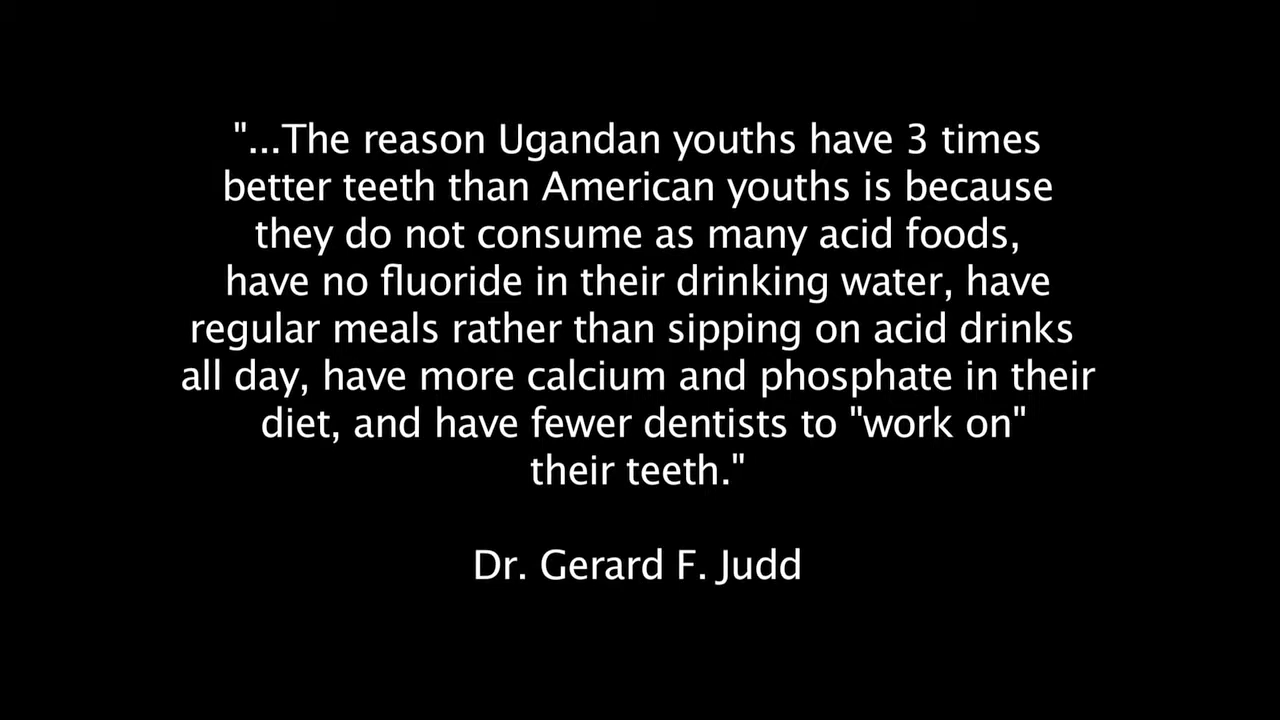 "...The reason Ugandan youths have 3 times
better teeth than American youths is because
they do not consume as many acid foods,
have no fluoride in their drinking water, have
regular meals rather than sipping on acid drinks
all day, have more calcium and phosphate in their
diet, and have fewer dentists to "work on"
their teeth."
Dr. Gerard F. Judd